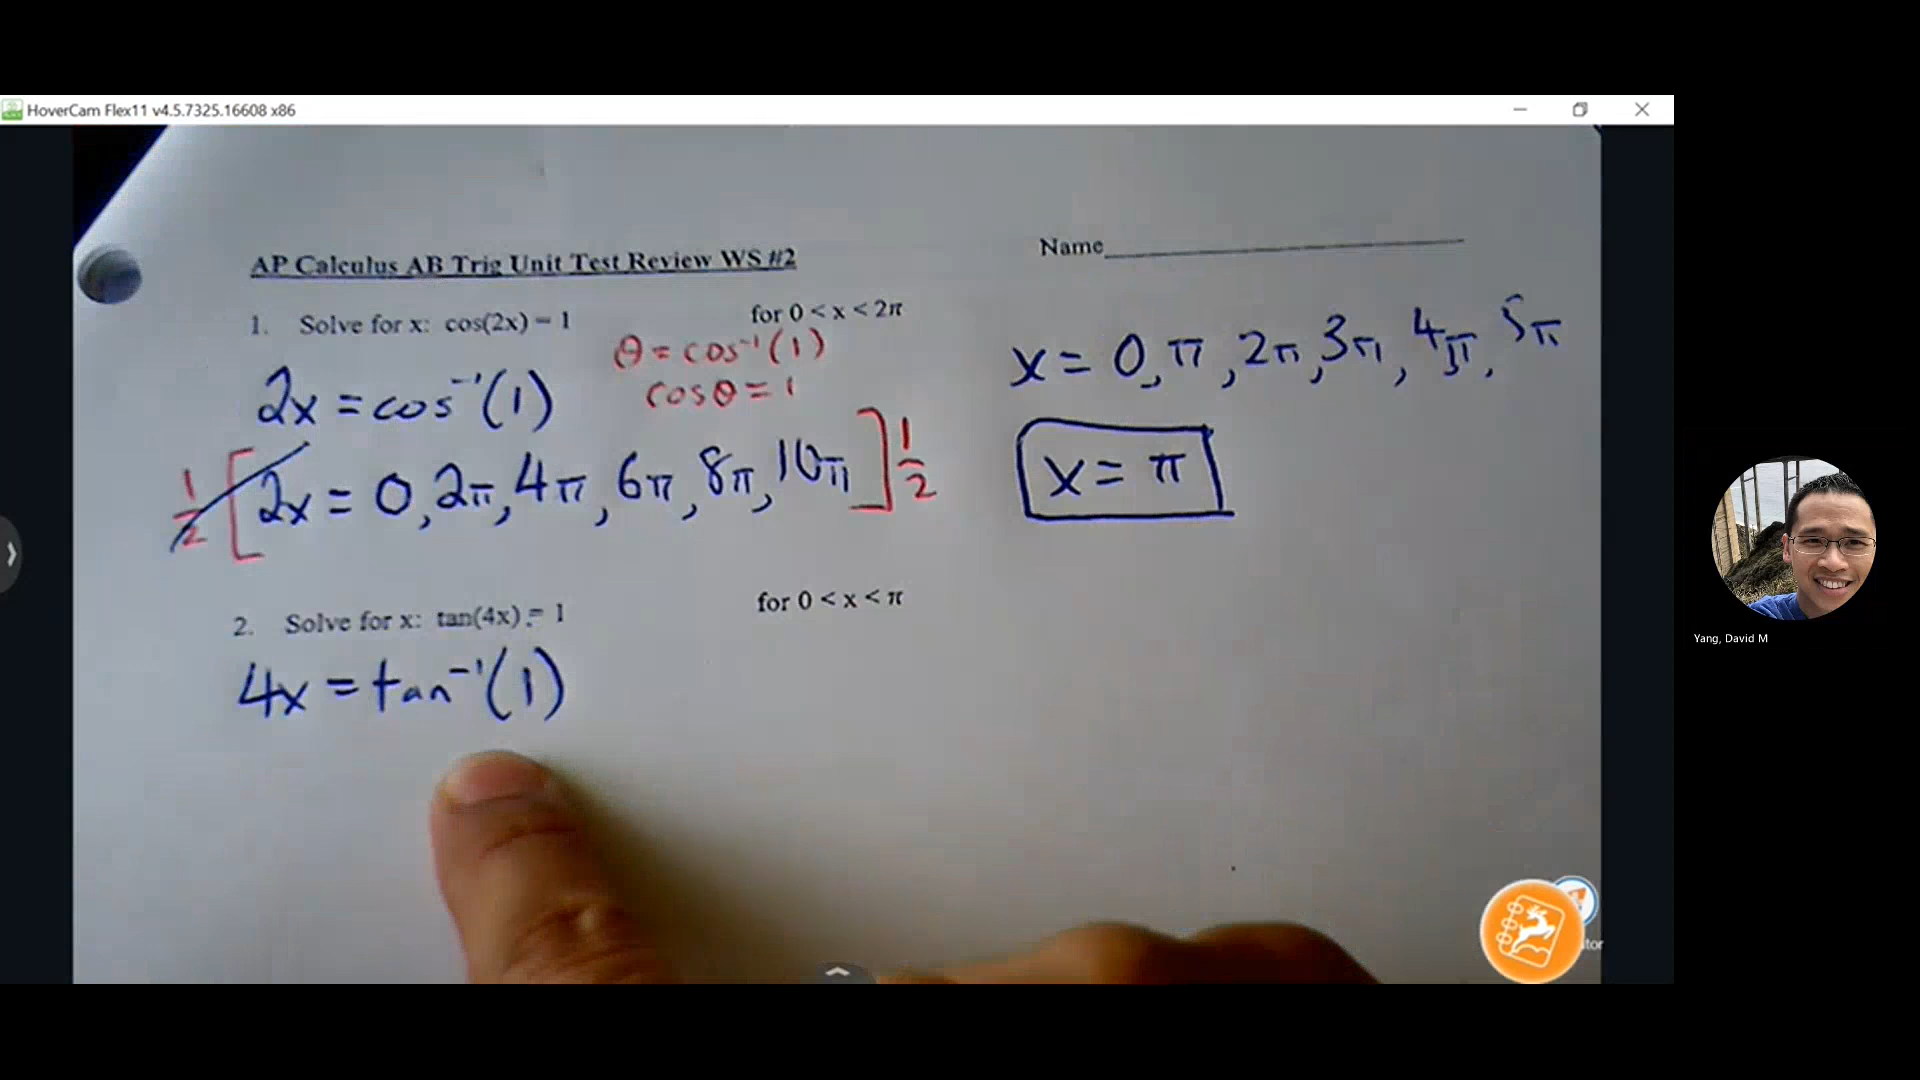 HoverCam Flex11 v4.5.7325.16608 x86
AP Calculus AB Trig Unit Test Review WS #2
Name
1. Solve for x: cos(2x) = 1 for 0 < x < 2π
θ = cos⁻¹(1)
cosθ = 1
2x = cos⁻¹(1)
1/2 [2x = 0, 2π, 4π, 6π, 8π, 10π] 1/2
x = 0, π, 2π, 3π, 4π, 5π
x = π
2. Solve for x: tan(4x) = 1 for 0 < x < π
4x = tan⁻¹(1)
Yang, David M